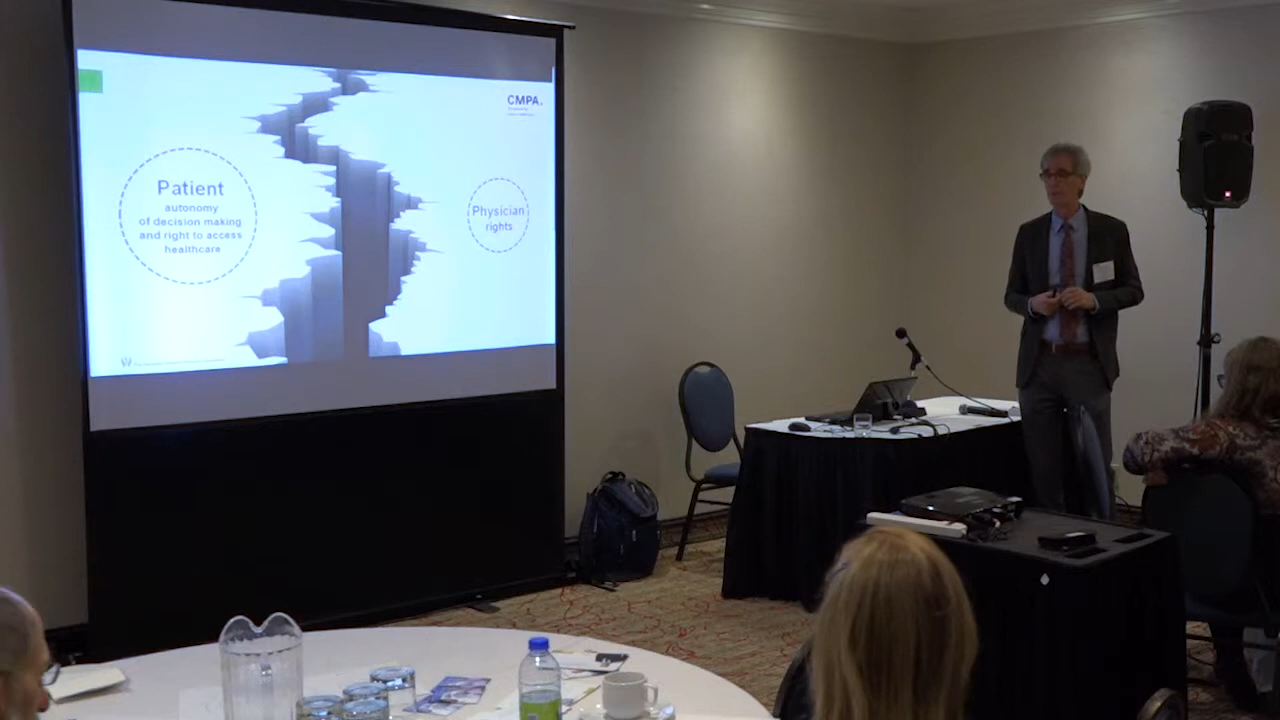 CMPA.
Patient
autonomy
of decision making
and right to access
healthcare
Physician
rights